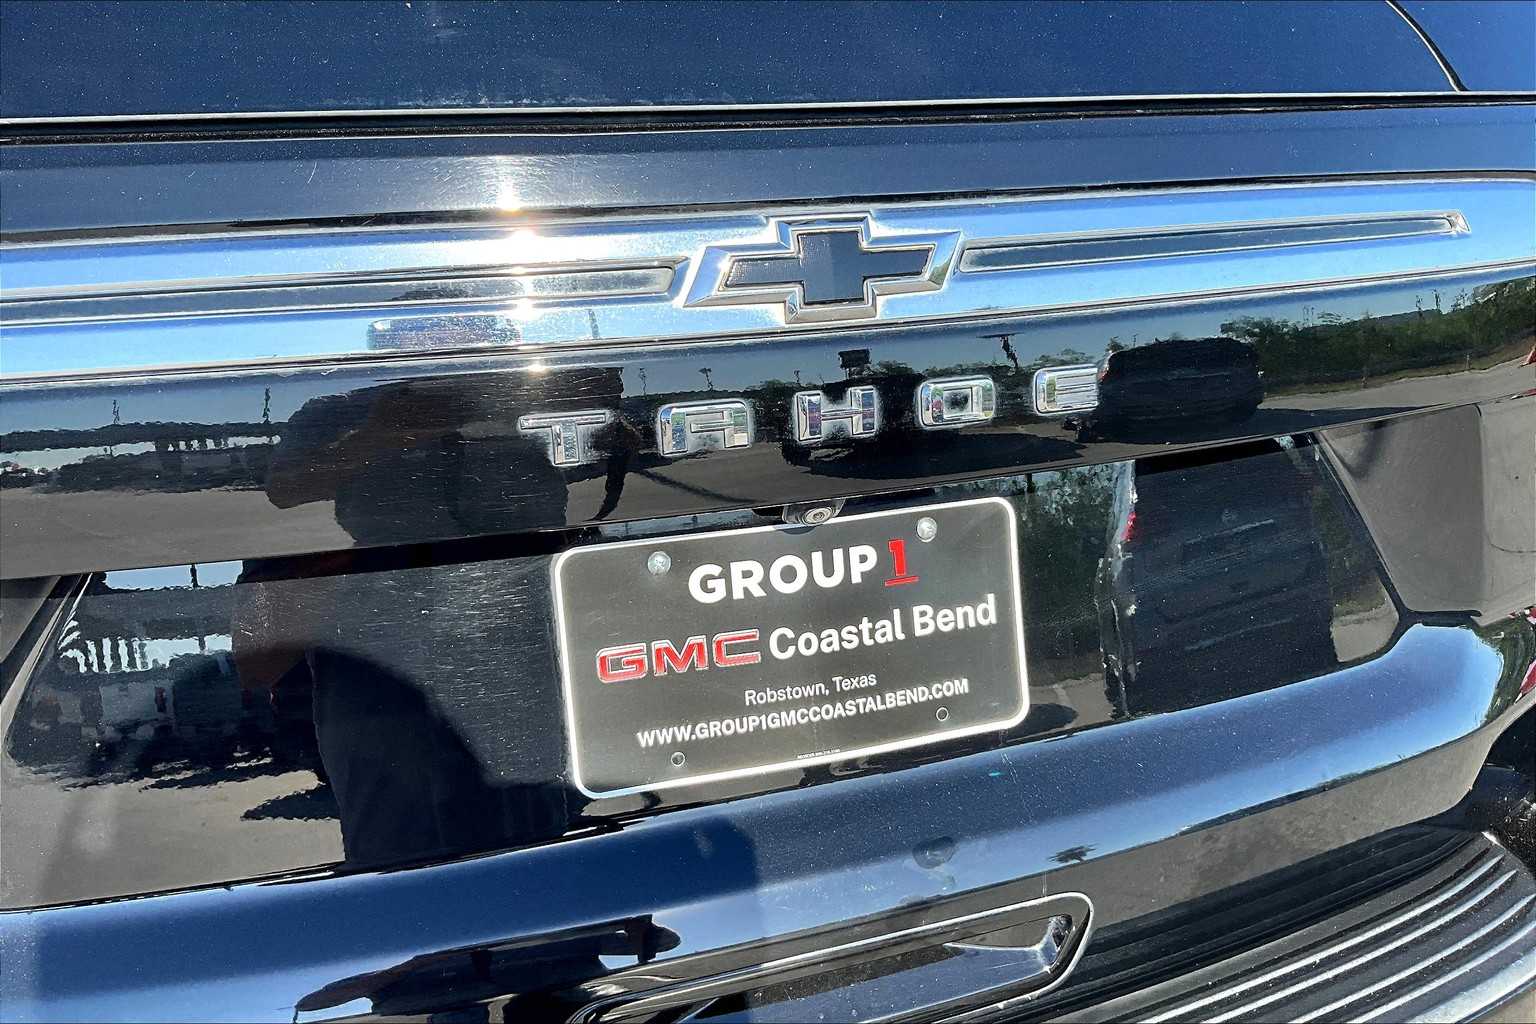 TAHOE
GROUP 1
GMC Coastal Bend
Robstown, Texas
WWW.GROUP1GMCCOASTALBEND.COM